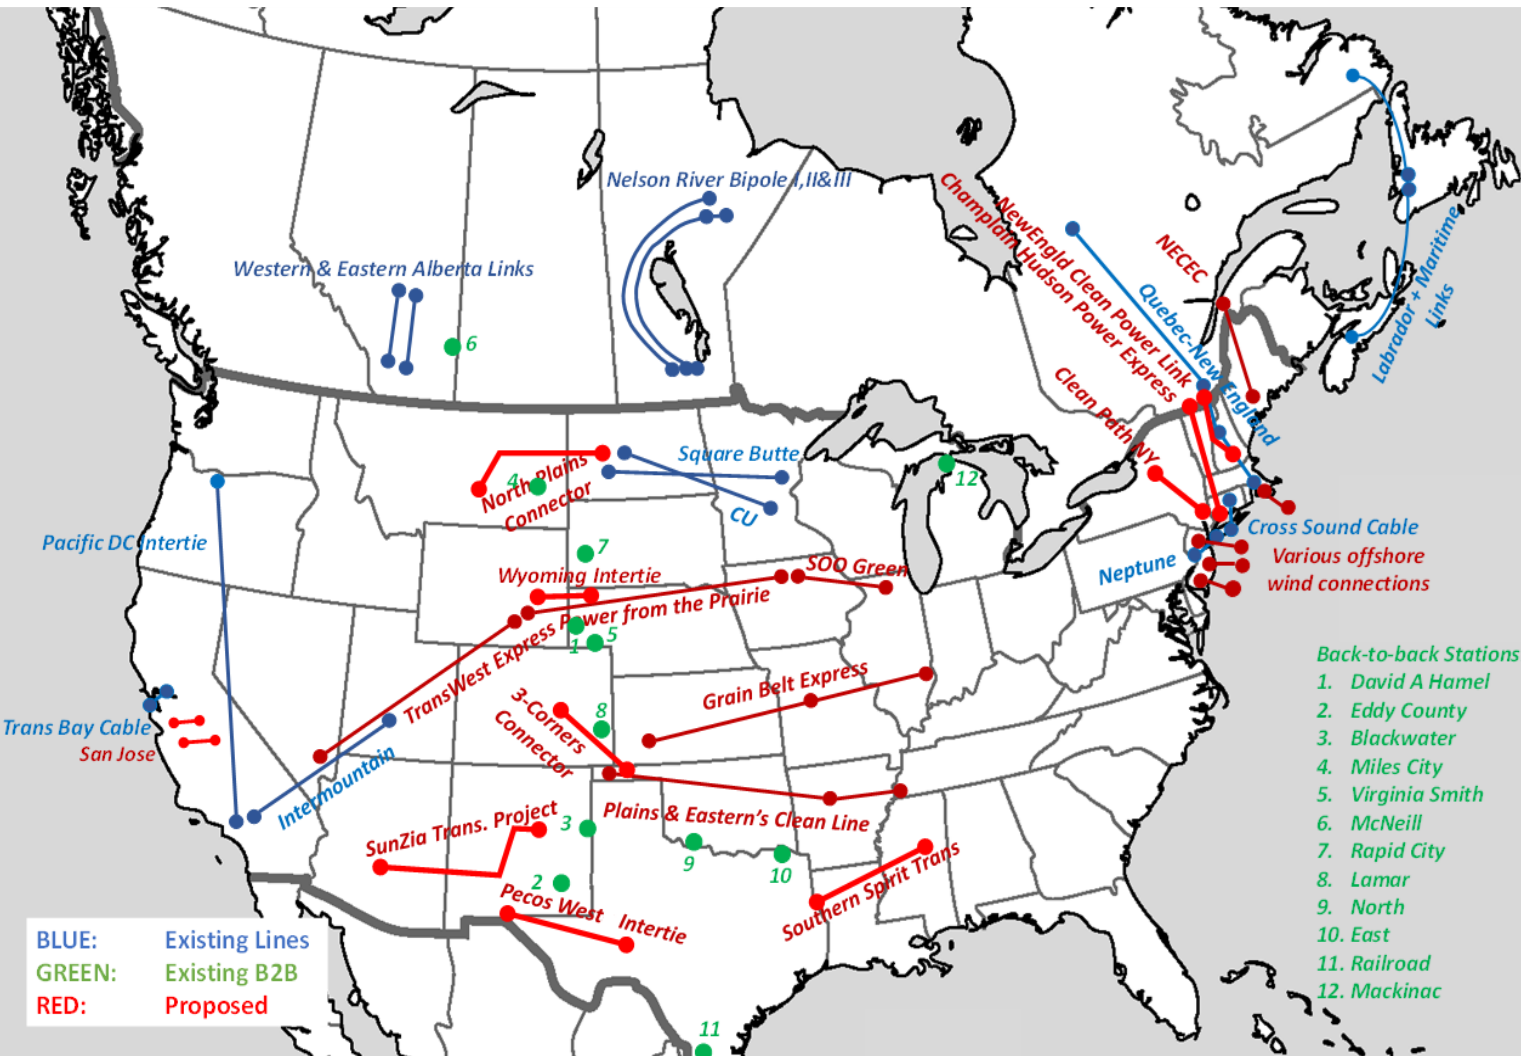 Nelson River Bipole I,II&III
Western & Eastern Alberta Links
6
Champlain Hudson Power Express
NewEngld Clean Power Link
NECEC
Quebec-New England
Labrador + Maritime
Links
Clean Path NY
Square Butte
CU
4
North Plains
Connector
12
Pacific DC Intertie
7
Wyoming Intertie
SOO Green
Power from the Prairie
TransWest Express
1
5
Cross Sound Cable
Various offshore
wind connections
Neptune
Grain Belt Express
3-Corners
Connector
8
Trans Bay Cable
San Jose
Intermountain
SunZia Trans. Project
3
Plains & Eastern's Clean Line
9
10
2
Pecos West Intertie
Southern Spirit Trans
11
Back-to-back Stations
1. David A Hamel
2. Eddy County
3. Blackwater
4. Miles City
5. Virginia Smith
6. McNeill
7. Rapid City
8. Lamar
9. North
10. East
11. Railroad
12. Mackinac
BLUE: Existing Lines
GREEN: Existing B2B
RED: Proposed